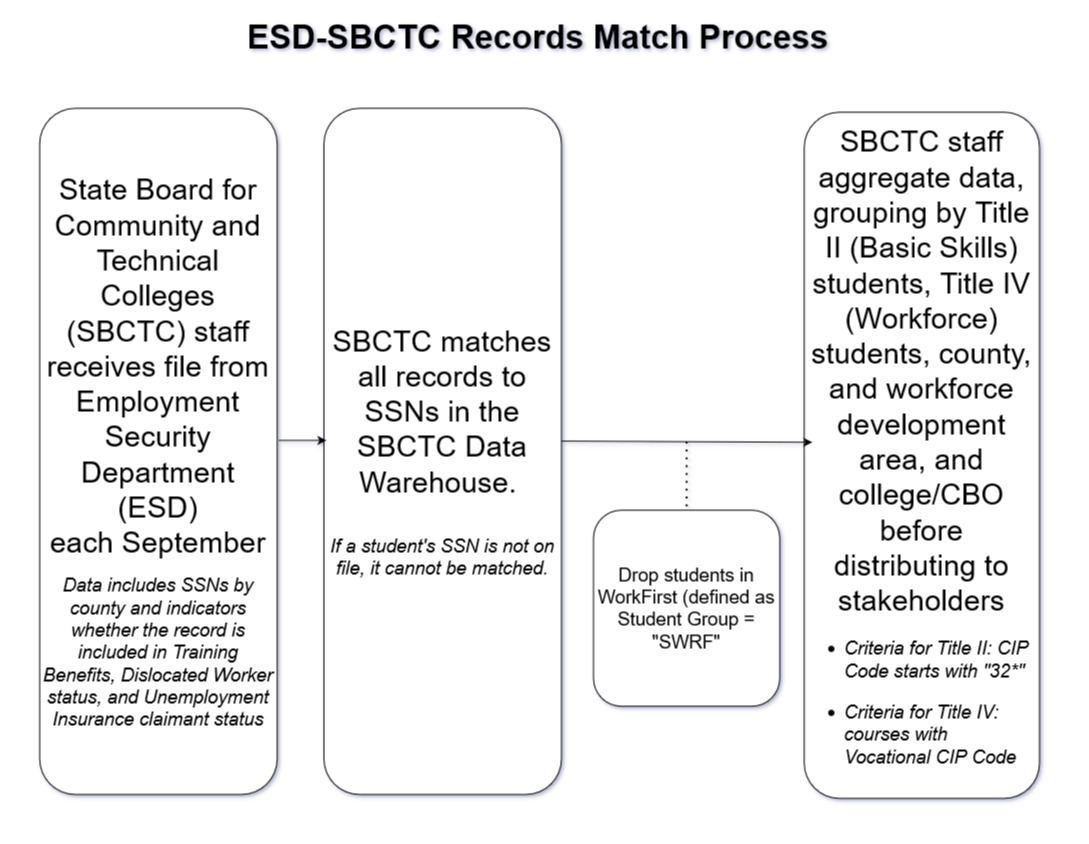 ESD-SBCTC Records Match Process
State Board for
Community and
Technical
Colleges
(SBCTC) staff
receives file from
Employment
Security
Department
(ESD)
each September
Data includes SSNs by
county and indicators
whether the record is
included in Training
Benefits, Dislocated Worker
status, and Unemployment
Insurance claimant status
SBCTC matches
all records to
SSNs in the
SBCTC Data
Warehouse.
If a student's SSN is not on
file, it cannot be matched.
Drop students in
WorkFirst (defined as
Student Group =
"SWRF"
SBCTC staff
aggregate data,
grouping by Title
II (Basic Skills)
students, Title IV
(Workforce)
students, county,
and workforce
development
area, and
college/CBO
before
distributing to
stakeholders
• Criteria for Title II: CIP
Code starts with "32*"
• Criteria for Title IV:
courses with
Vocational CIP Code